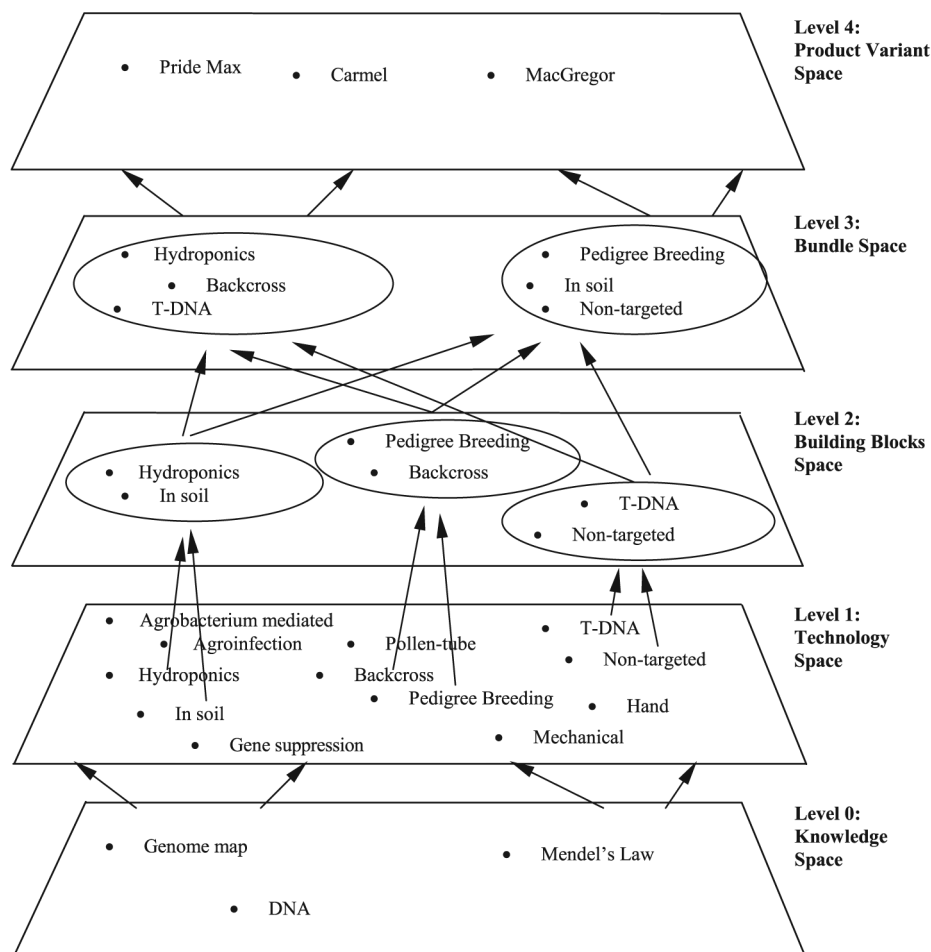 Level 4:
Product Variant
Space
Pride Max
Carmel
MacGregor
Level 3:
Bundle Space
Hydroponics
Backcross
T-DNA
Pedigree Breeding
In soil
Non-targeted
Level 2:
Building Blocks
Space
Hydroponics
In soil
Pedigree Breeding
Backcross
T-DNA
Non-targeted
Level 1:
Technology
Space
Agrobacterium mediated
Agroinfection
Pollen-tube
T-DNA
Non-targeted
Hydroponics
Backcross
Pedigree Breeding
Hand
In soil
Mechanical
Gene suppression
Level 0:
Knowledge
Space
Genome map
Mendel's Law
DNA